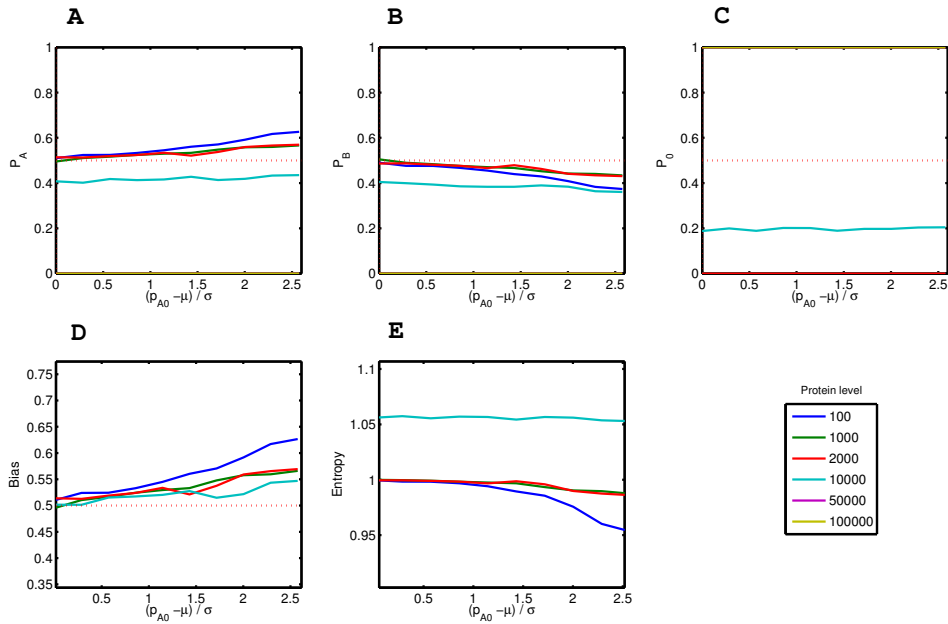 A
B
C
1
0.8
0.6
0.4
0.2
0
P_A
0 0.5 1 1.5 2 2.5
(p_A0 -μ) / σ
1
0.8
0.6
0.4
0.2
0
P_B
0 0.5 1 1.5 2 2.5
(p_A0 -μ) / σ
1
0.8
0.6
0.4
0.2
0
P_0
0 0.5 1 1.5 2 2.5
(p_A0 -μ) / σ
D
E
0.75
0.7
0.65
0.6
0.55
0.5
0.45
0.4
0.35
Bias
0.5 1 1.5 2 2.5
(p_A0 -μ) / σ
1.1
1.05
1
0.95
Entropy
0.5 1 1.5 2 2.5
(p_A0 -μ) / σ
Protein level
100
1000
2000
10000
50000
100000